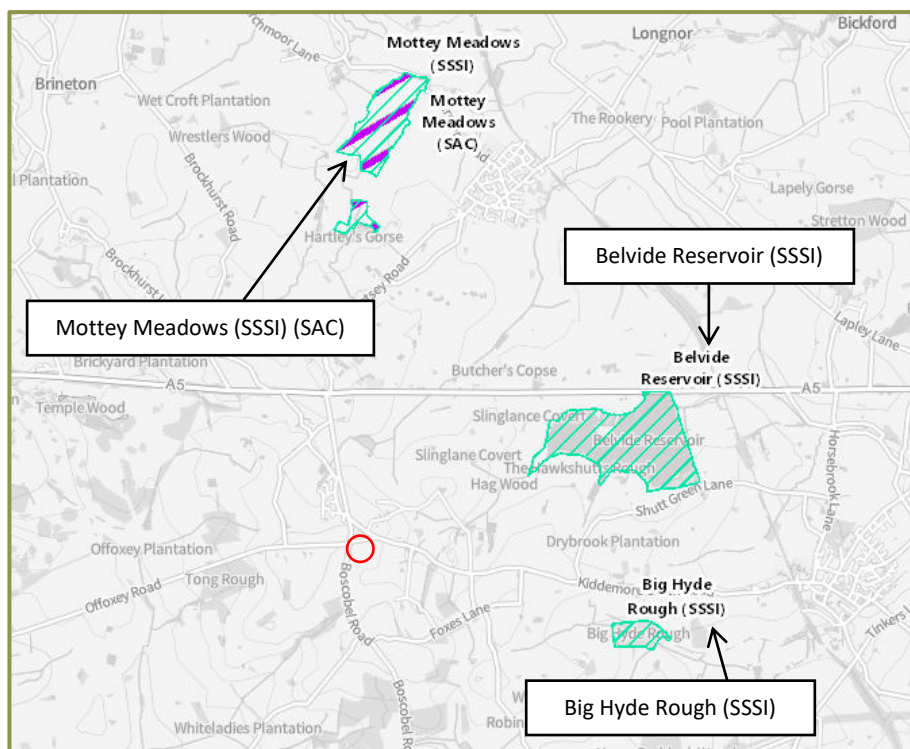 Bickford
Longnor
Mottey Meadows
(SSSI)
Brineton
Mottey
Meadows
(SAC)
Wet Croft Plantation
Wrestlers Wood
The Rookery
Pool Plantation
Plantation
Brockhurst Road
Lapely Gorse
Stretton Wood
Hartley's Gorse
Belvide Reservoir (SSSI)
Mottey Meadows (SSSI) (SAC)
Lapley Lane
Brickyard Plantation
Butcher's Copse
Belvide
Reservoir (SSSI)
A5
A5
Temple Wood
Slinglance Covert
Belvide Reservoir
Slinglane Covert
The Hawkshutts Rough
Hag Wood
Horsebrook Lane
Shutt Green Lane
Offoxey Plantation
Drybrook Plantation
Tong Rough
Offoxey Road
Boscobel Road
Foxes Lane
Kiddemore
Big Hyde
Rough (SSSI)
Big Hyde Rough
Boscobel Road
Whiteladies Plantation
Big Hyde Rough (SSSI)